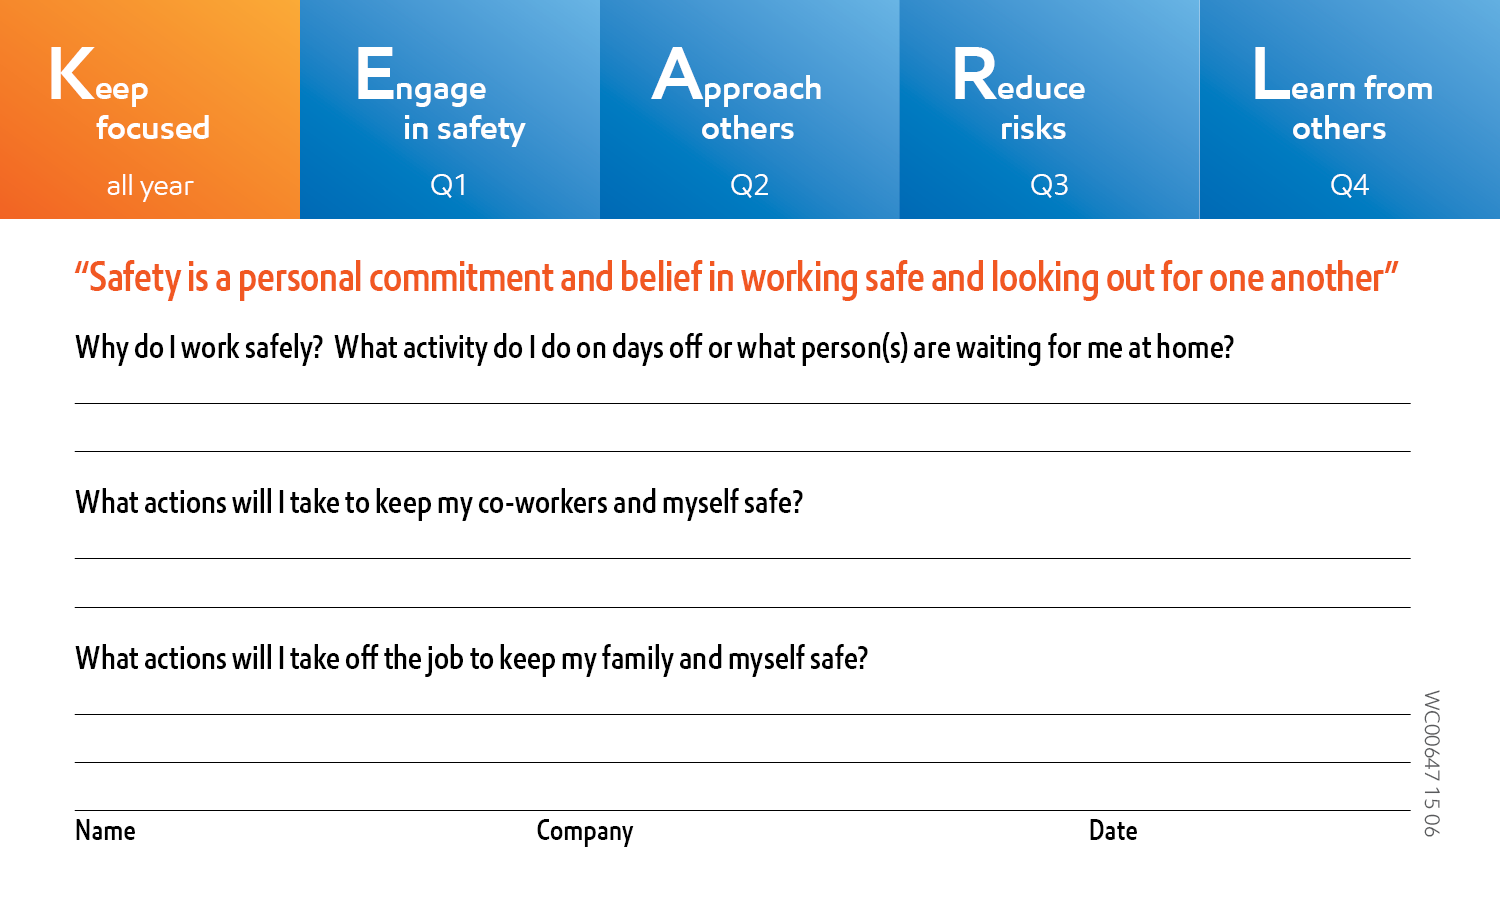 Keep
focused
all year
Engage
in safety
Q1
Approach
others
Q2
Reduce
risks
Q3
Learn from
others
Q4
“Safety is a personal commitment and belief in working safe and looking out for one another”
Why do I work safely?  What activity do I do on days off or what person(s) are waiting for me at home?
What actions will I take to keep my co-workers and myself safe?
What actions will I take off the job to keep my family and myself safe?
Name Company Date
WC00647 15 06